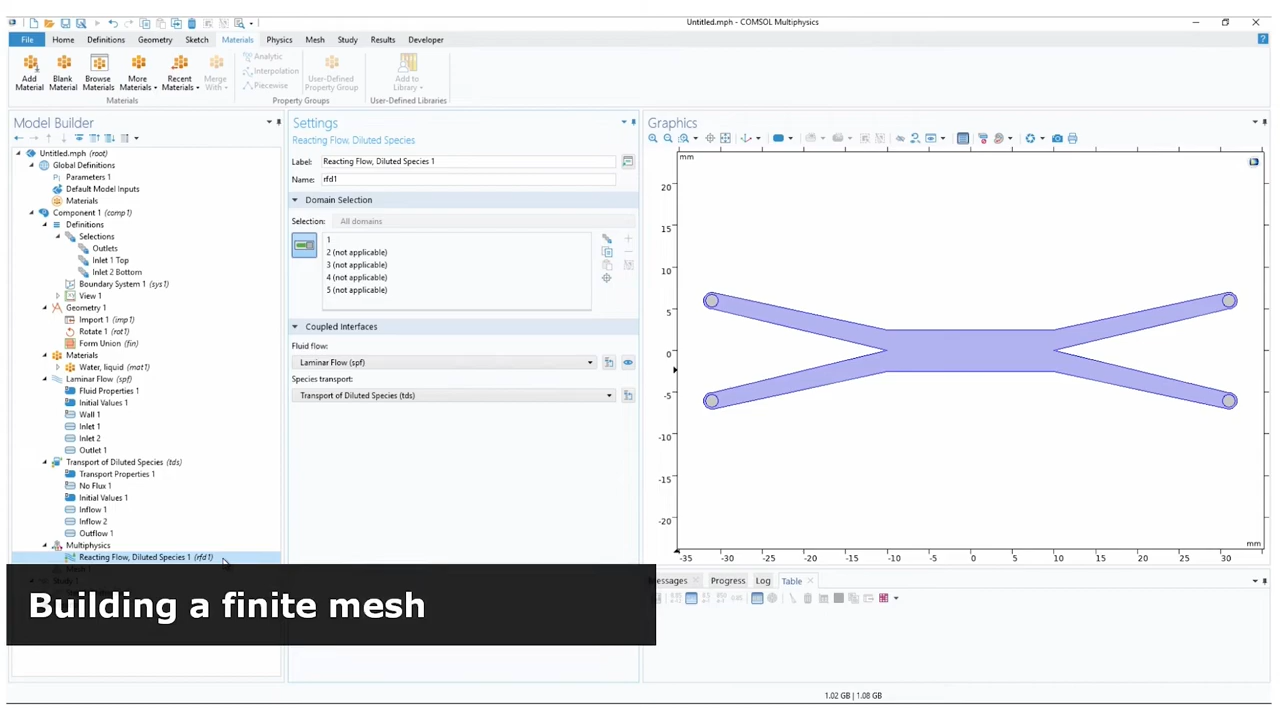 Untitled.mph - COMSOL Multiphysics
File Home Definitions Geometry Sketch Materials Physics Mesh Study Results Developer
Add Material
Blank Material
Browse Materials
More Materials
Recent Materials
Merge With
Analytic
Interpolation
Piecewise
User-Defined Property Group
Add to Library
Materials
Property Groups
User-Defined Libraries
Model Builder
Untitled.mph (root)
Global Definitions
Parameters 1
Default Model Inputs
Materials
Component 1 (comp1)
Definitions
Selections
Outlets
Inlet 1 Top
Inlet 2 Bottom
Boundary System 1 (sys1)
View 1
Geometry 1
Import 1 (imp1)
Rotate 1 (rot1)
Form Union (fin)
Materials
Water, liquid (mat1)
Laminar Flow (spf)
Fluid Properties 1
Initial Values 1
Wall 1
Inlet 1
Inlet 2
Outlet 1
Transport of Diluted Species (tds)
Transport Properties 1
No Flux 1
Initial Values 1
Inflow 1
Inflow 2
Outflow 1
Multiphysics
Reacting Flow, Diluted Species 1 (rfd1)
Settings
Reacting Flow, Diluted Species
Label: Reacting Flow, Diluted Species 1
Name: rfd1
Domain Selection
Selection: All domains
1
2 (not applicable)
3 (not applicable)
4 (not applicable)
5 (not applicable)
Coupled Interfaces
Fluid flow:
Laminar Flow (spf)
Species transport:
Transport of Diluted Species (tds)
Graphics
mm
20
15
10
5
0
-5
-10
-15
-20
-35 -30 -25 -20 -15 -10 -5 0 5 10 15 20 25 30
mm
Progress Log Table
Building a finite mesh
1.02 GB | 1.08 GB